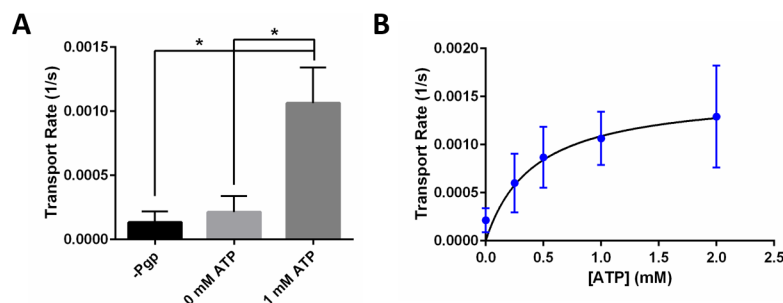 A
Transport Rate (1/s)
0.0015
0.0010
0.0005
0.0000
*
*
-Pgp
0 mM ATP
1 mM ATP
B
Transport Rate (1/s)
0.0020
0.0015
0.0010
0.0005
0.0000
0.0
0.5
1.0
1.5
2.0
2.5
[ATP] (mM)